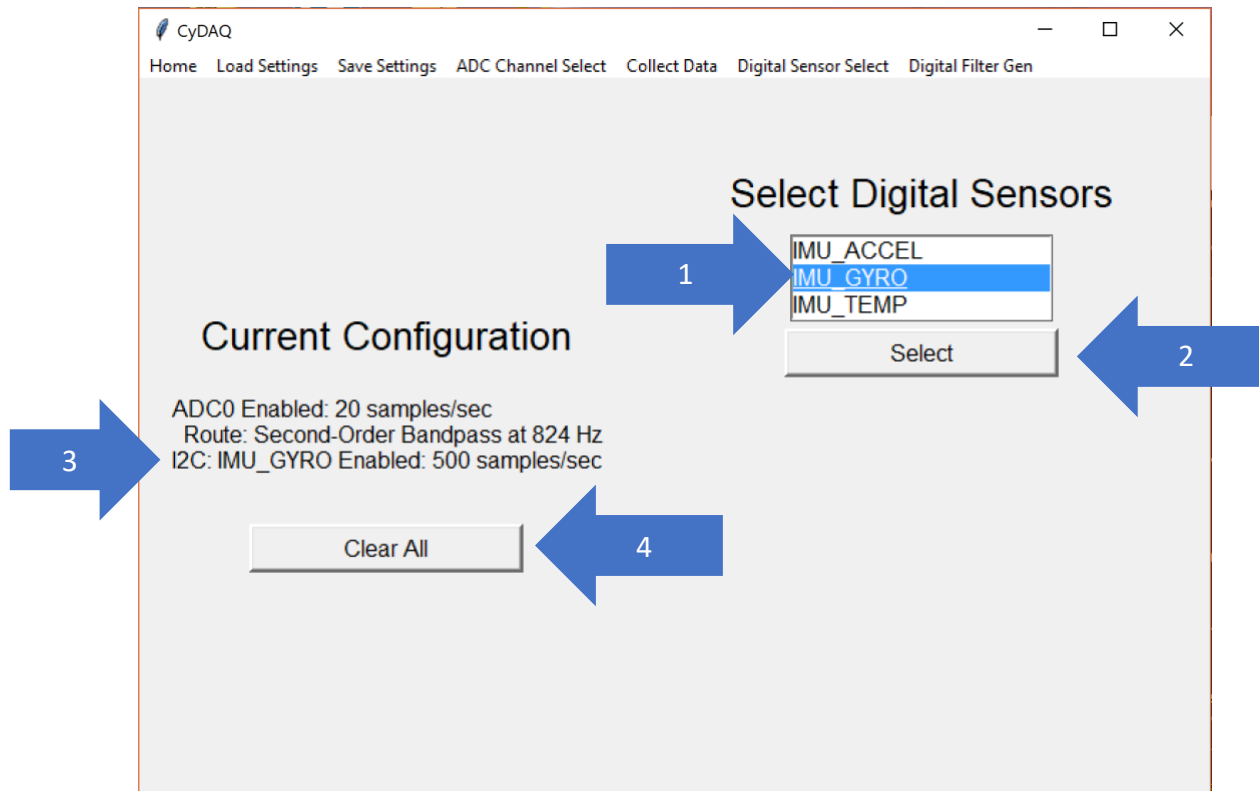 CyDAQ
Home Load Settings Save Settings ADC Channel Select Collect Data Digital Sensor Select Digital Filter Gen
Select Digital Sensors
IMU_ACCEL
1
IMU_GYRO
IMU_TEMP
Select
2
Current Configuration
ADC0 Enabled: 20 samples/sec
Route: Second-Order Bandpass at 824 Hz
3
I2C: IMU_GYRO Enabled: 500 samples/sec
Clear All
4